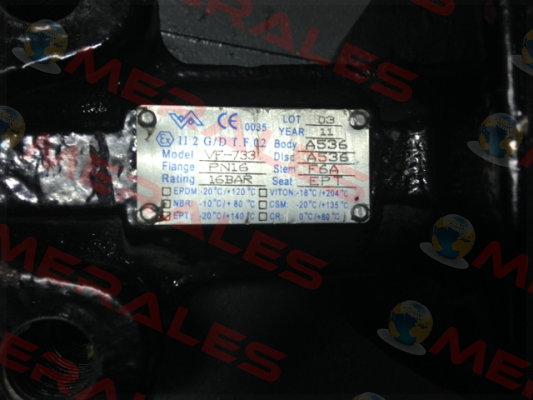 CE 0035
LOT 03
YEAR 11
Ex II 2 G/D T.F.02
Body A536
Model VF-733
Disc A536
Flange PN16
Stem F6A
Rating 16BAR
Seat EPT
EPDM: -20°C/+120°C VITON: -18°C/+204°C
NBR: -10°C/+80 °C CSM: -20°C/+135°C
EPT: -20°C/+140°C CR: 0°C/+80°C
MERALES
MERALES
MERALES
MERALES
MERALES